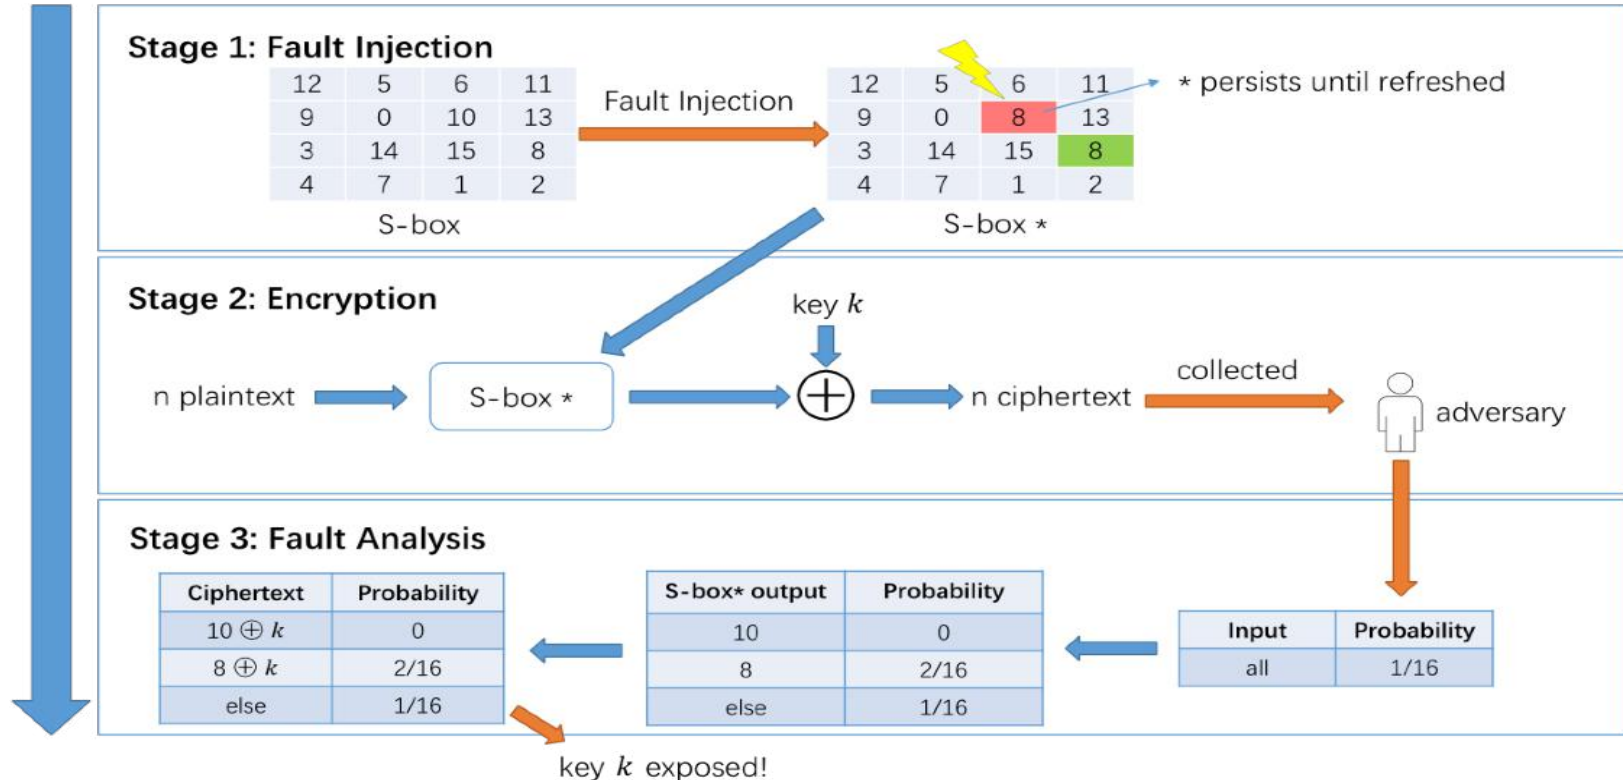 Stage 1: Fault Injection
12 5 6 11
9 0 10 13
3 14 15 8
4 7 1 2
S-box
Fault Injection
12 5 6 11
9 0 8 13
3 14 15 8
4 7 1 2
S-box *
* persists until refreshed
Stage 2: Encryption
key k
n plaintext
S-box *
n ciphertext
collected
adversary
Stage 3: Fault Analysis
Ciphertext Probability
10 ⊕ k 0
8 ⊕ k 2/16
else 1/16
S-box* output Probability
10 0
8 2/16
else 1/16
Input Probability
all 1/16
key k exposed!